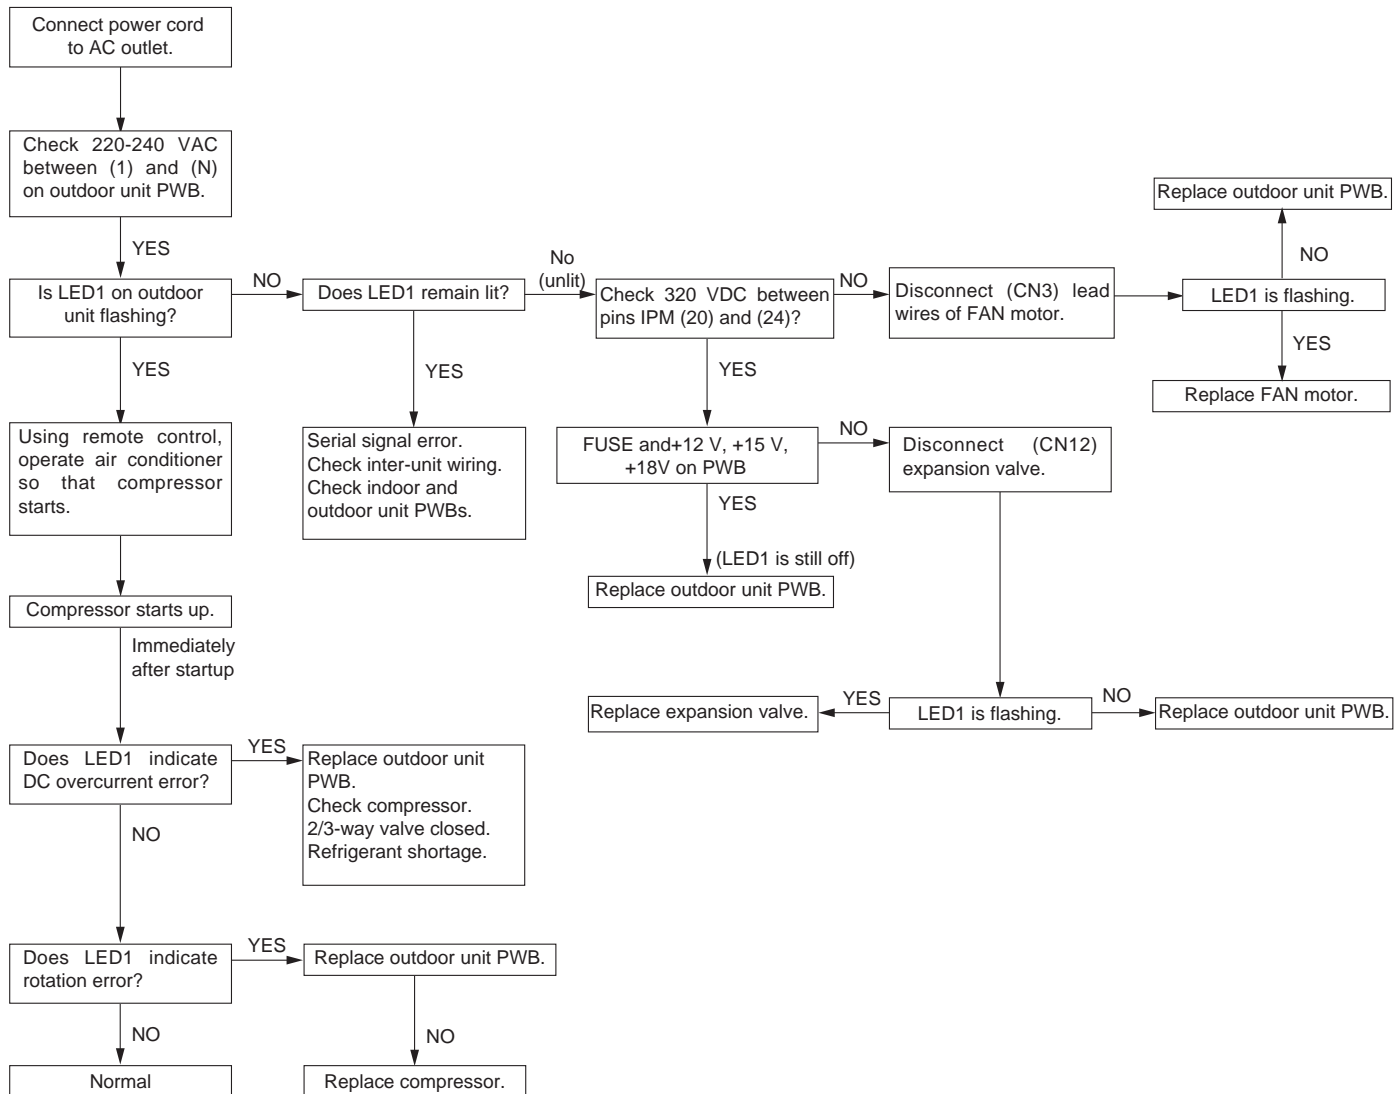 Connect power cord
to AC outlet.
Check 220-240 VAC
between (1) and (N)
on outdoor unit PWB.
YES
Is LED1 on outdoor
unit flashing?
NO
Does LED1 remain lit?
No
(unlit)
Check 320 VDC between
pins IPM (20) and (24)?
NO
Disconnect (CN3) lead
wires of FAN motor.
LED1 is flashing.
NO
Replace outdoor unit PWB.
YES
Replace FAN motor.
YES
YES
YES
Using remote control,
operate air conditioner
so that compressor
starts.
Serial signal error.
Check inter-unit wiring.
Check indoor and
outdoor unit PWBs.
FUSE and+12 V, +15 V,
+18V on PWB
NO
Disconnect (CN12)
expansion valve.
YES
(LED1 is still off)
Replace outdoor unit PWB.
Compressor starts up.
Immediately
after startup
Replace expansion valve.
YES
LED1 is flashing.
NO
Replace outdoor unit PWB.
Does LED1 indicate
DC overcurrent error?
YES
Replace outdoor unit
PWB.
Check compressor.
2/3-way valve closed.
Refrigerant shortage.
NO
Does LED1 indicate
rotation error?
YES
Replace outdoor unit PWB.
NO
NO
Normal
Replace compressor.